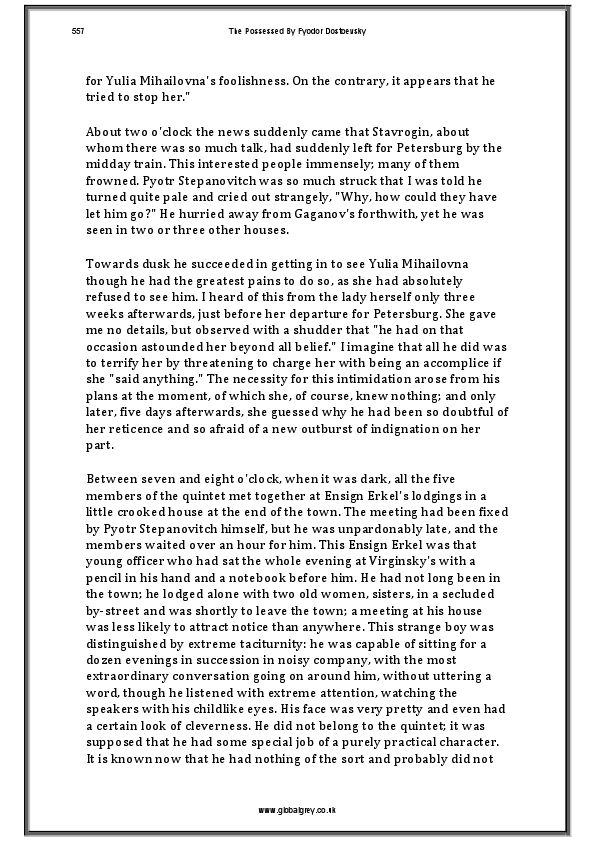 557 The Possessed By Fyodor Dostoevsky
for Yulia Mihailovna's foolishness. On the contrary, it appears that he
tried to stop her."
About two o'clock the news suddenly came that Stavrogin, about
whom there was so much talk, had suddenly left for Petersburg by the
midday train. This interested people immensely; many of them
frowned. Pyotr Stepanovitch was so much struck that I was told he
turned quite pale and cried out strangely, "Why, how could they have
let him go?" He hurried away from Gaganov's forthwith, yet he was
seen in two or three other houses.
Towards dusk he succeeded in getting in to see Yulia Mihailovna
though he had the greatest pains to do so, as she had absolutely
refused to see him. I heard of this from the lady herself only three
weeks afterwards, just before her departure for Petersburg. She gave
me no details, but observed with a shudder that "he had on that
occasion astounded her beyond all belief." I imagine that all he did was
to terrify her by threatening to charge her with being an accomplice if
she "said anything." The necessity for this intimidation arose from his
plans at the moment, of which she, of course, knew nothing; and only
later, five days afterwards, she guessed why he had been so doubtful of
her reticence and so afraid of a new outburst of indignation on her
part.
Between seven and eight o'clock, when it was dark, all the five
members of the quintet met together at Ensign Erkel's lodgings in a
little crooked house at the end of the town. The meeting had been fixed
by Pyotr Stepanovitch himself, but he was unpardonably late, and the
members waited over an hour for him. This Ensign Erkel was that
young officer who had sat the whole evening at Virginsky's with a
pencil in his hand and a notebook before him. He had not long been in
the town; he lodged alone with two old women, sisters, in a secluded
by-street and was shortly to leave the town; a meeting at his house
was less likely to attract notice than anywhere. This strange boy was
distinguished by extreme taciturnity: he was capable of sitting for a
dozen evenings in succession in noisy company, with the most
extraordinary conversation going on around him, without uttering a
word, though he listened with extreme attention, watching the
speakers with his childlike eyes. His face was very pretty and even had
a certain look of cleverness. He did not belong to the quintet; it was
supposed that he had some special job of a purely practical character.
It is known now that he had nothing of the sort and probably did not
www.globalgrey.co.uk